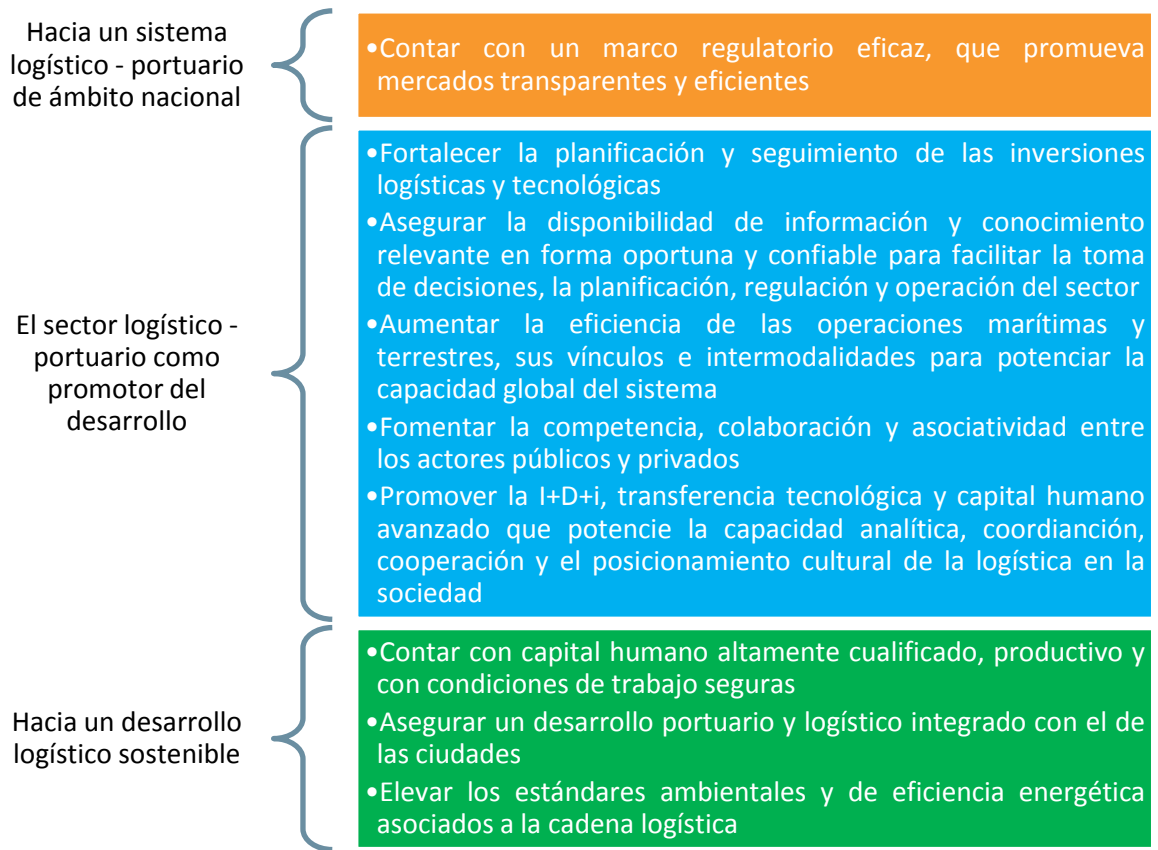 Hacia un sistema
logístico - portuario
de ámbito nacional
•Contar con un marco regulatorio eficaz, que promueva
mercados transparentes y eficientes
El sector logístico -
portuario como
promotor del
desarrollo
•Fortalecer la planificación y seguimiento de las inversiones
logísticas y tecnológicas
•Asegurar la disponibilidad de información y conocimiento
relevante en forma oportuna y confiable para facilitar la toma
de decisiones, la planificación, regulación y operación del sector
•Aumentar la eficiencia de las operaciones marítimas y
terrestres, sus vínculos e intermodalidades para potenciar la
capacidad global del sistema
•Fomentar la competencia, colaboración y asociatividad entre
los actores públicos y privados
•Promover la I+D+i, transferencia tecnológica y capital humano
avanzado que potencie la capacidad analítica, coordianción,
cooperación y el posicionamiento cultural de la logística en la
sociedad
Hacia un desarrollo
logístico sostenible
•Contar con capital humano altamente cualificado, productivo y
con condiciones de trabajo seguras
•Asegurar un desarrollo portuario y logístico integrado con el de
las ciudades
•Elevar los estándares ambientales y de eficiencia energética
asociados a la cadena logística